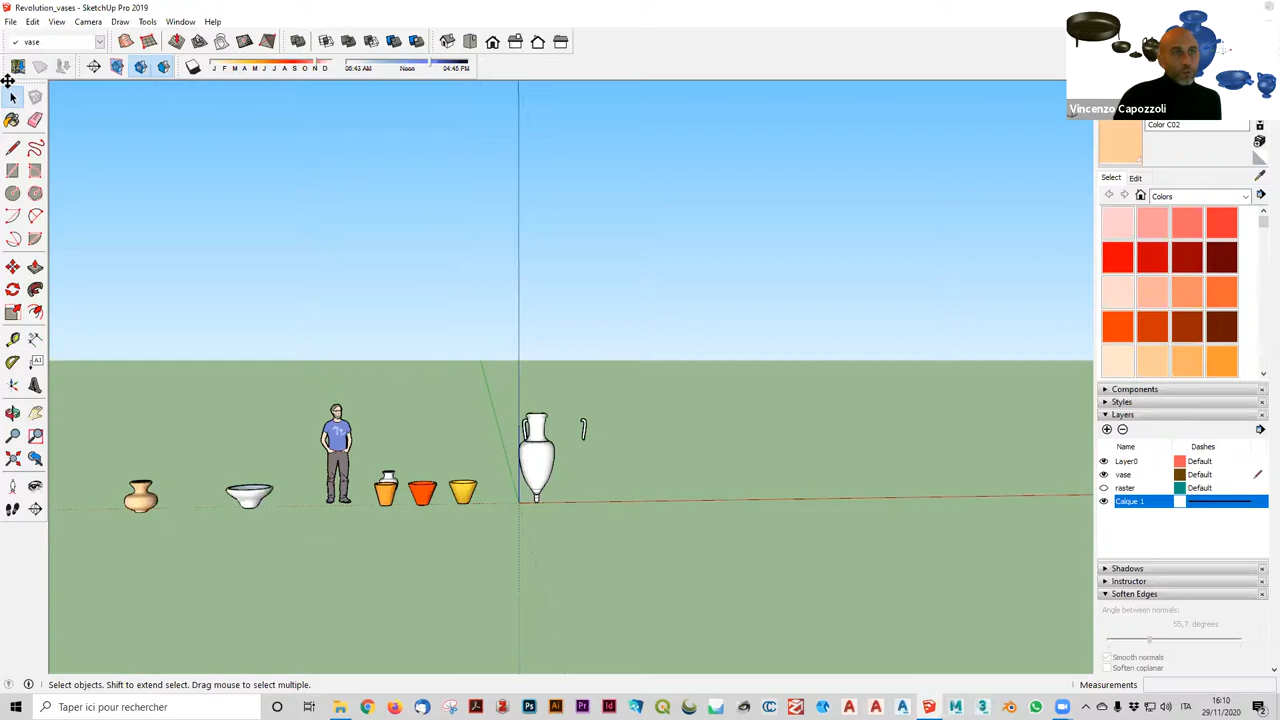 Revolution_vases - SketchUp Pro 2019
File Edit View Camera Draw Tools Window Help
vase
J F M A M J J A S O N D 06:43 AM Noon 04:45 PM
Vincenzo Capozzoli
Color C02
Select Edit
Colors
Components
Styles
Layers
Name Dashes
Layer0 Default
vase Default
raster Default
Calque 1
Shadows
Instructor
Soften Edges
Angle between normals:
55,7 degrees
Smooth normals
Soften coplanar
Select objects. Shift to extend select. Drag mouse to select multiple.
Measurements
Taper ici pour rechercher
ITA
16:10
29/11/2020